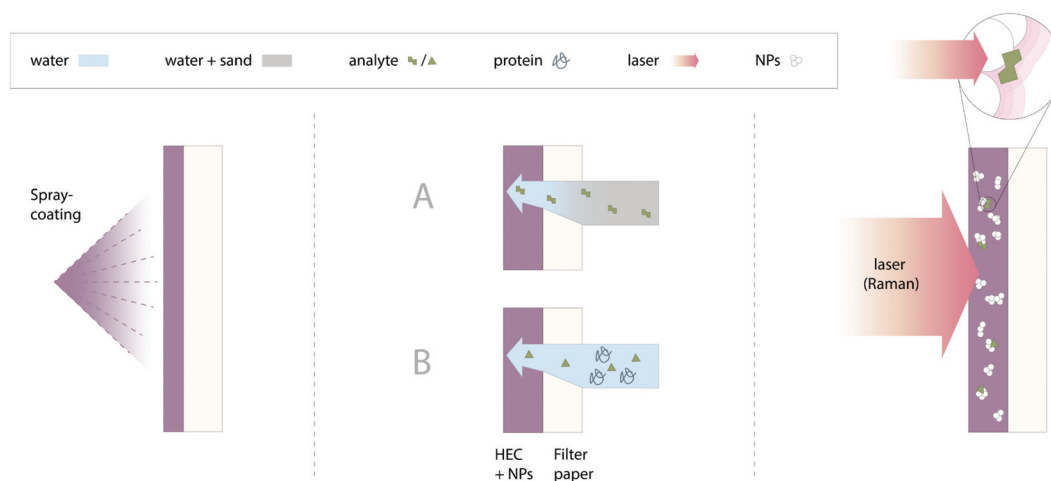 water
water + sand
analyte /
protein
laser
NPs
Spray-
coating
A
B
HEC
+ NPs
Filter
paper
laser
(Raman)